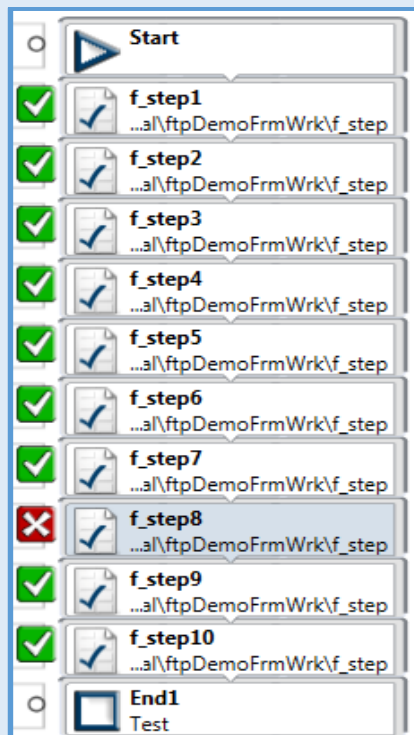 Start
f_step1
...al\ftpDemoFrmWrk\f_step
f_step2
...al\ftpDemoFrmWrk\f_step
f_step3
...al\ftpDemoFrmWrk\f_step
f_step4
...al\ftpDemoFrmWrk\f_step
f_step5
...al\ftpDemoFrmWrk\f_step
f_step6
...al\ftpDemoFrmWrk\f_step
f_step7
...al\ftpDemoFrmWrk\f_step
f_step8
...al\ftpDemoFrmWrk\f_step
f_step9
...al\ftpDemoFrmWrk\f_step
f_step10
...al\ftpDemoFrmWrk\f_step
End1
Test